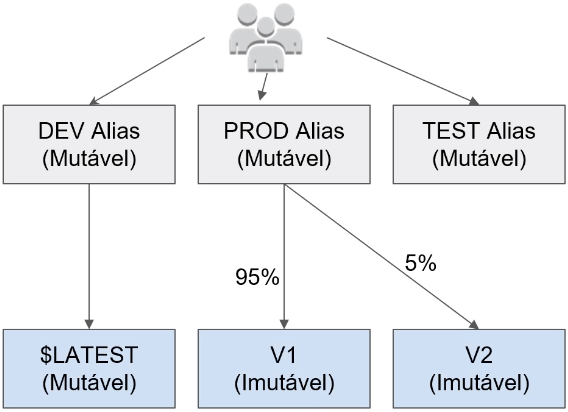 DEV Alias
(Mutável)
PROD Alias
(Mutável)
TEST Alias
(Mutável)
95%
5%
$LATEST
(Mutável)
V1
(Imutável)
V2
(Imutável)